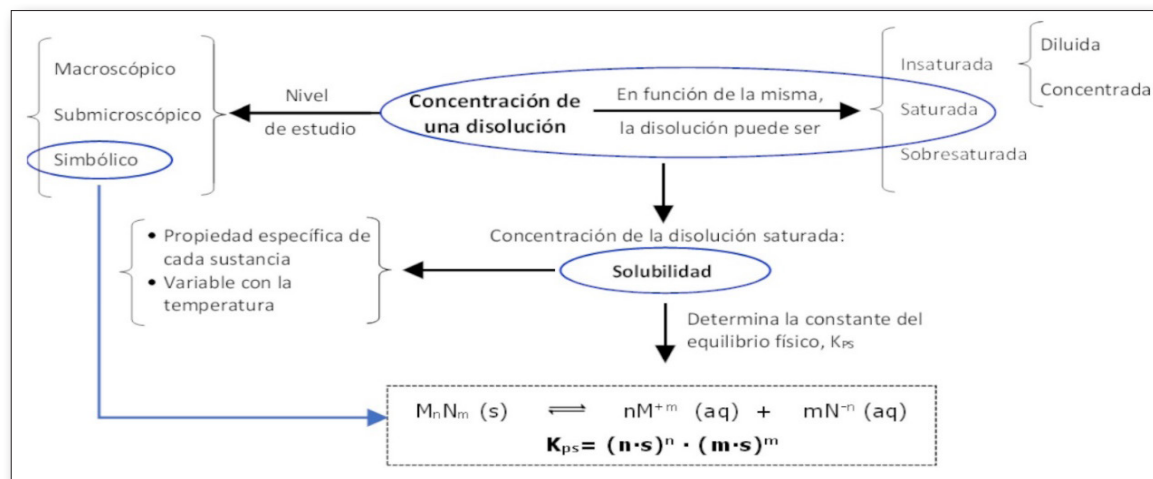 Macroscópico
Submicroscópico
Simbólico
Nivel
de estudio
Concentración de
una disolución
En función de la misma,
la disolución puede ser
Insaturada
Saturada
Sobresaturada
Diluida
Concentrada
• Propiedad específica de
cada sustancia
• Variable con la
temperatura
Concentración de la disolución saturada:
Solubilidad
Determina la constante del
equilibrio físico, K_PS
MₙNₘ (s) ⇌ nM⁺ᵐ (aq) + mN⁻ⁿ (aq)
K_ps = (n·s)ⁿ · (m·s)ᵐ